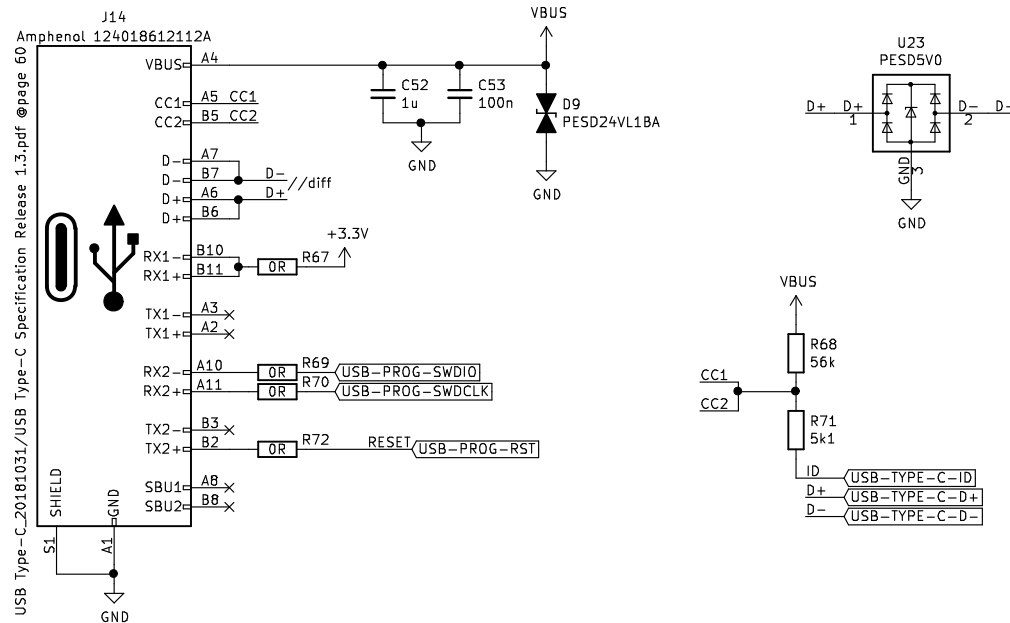 J14
Amphenol 124018612112A
USB Type-C_20181031/USB Type-C Specification Release 1.3.pdf @page 60
VBUS A4
CC1 A5 CC1
CC2 B5 CC2
D- A7
D- B7 D-
//diff
D+ A6 D+
D+ B6
RX1- B10
RX1+ B11
0R R67
+3.3V
TX1- A3
TX1+ A2
RX2- A10 0R R69 USB-PROG-SWDIO
RX2+ A11 0R R70 USB-PROG-SWDCLK
TX2- B3
TX2+ B2 0R R72 RESET USB-PROG-RST
SBU1 A8
SBU2 B8
SHIELD
GND
S1
A1
GND
VBUS
C52
1u
C53
100n
GND
D9
PESD24VL1BA
GND
U23
PESD5V0
D+ D+ 1
D- 2 D-
GND 3
GND
VBUS
R68
56k
CC1
CC2
R71
5k1
ID USB-TYPE-C-ID
D+ USB-TYPE-C-D+
D- USB-TYPE-C-D-